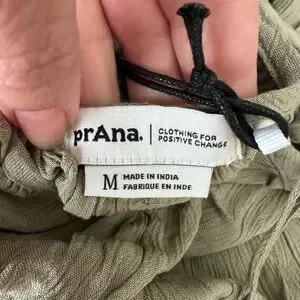 prAna.
CLOTHING FOR
POSITIVE CHANGE
M
MADE IN INDIA
FABRIQUE EN INDE